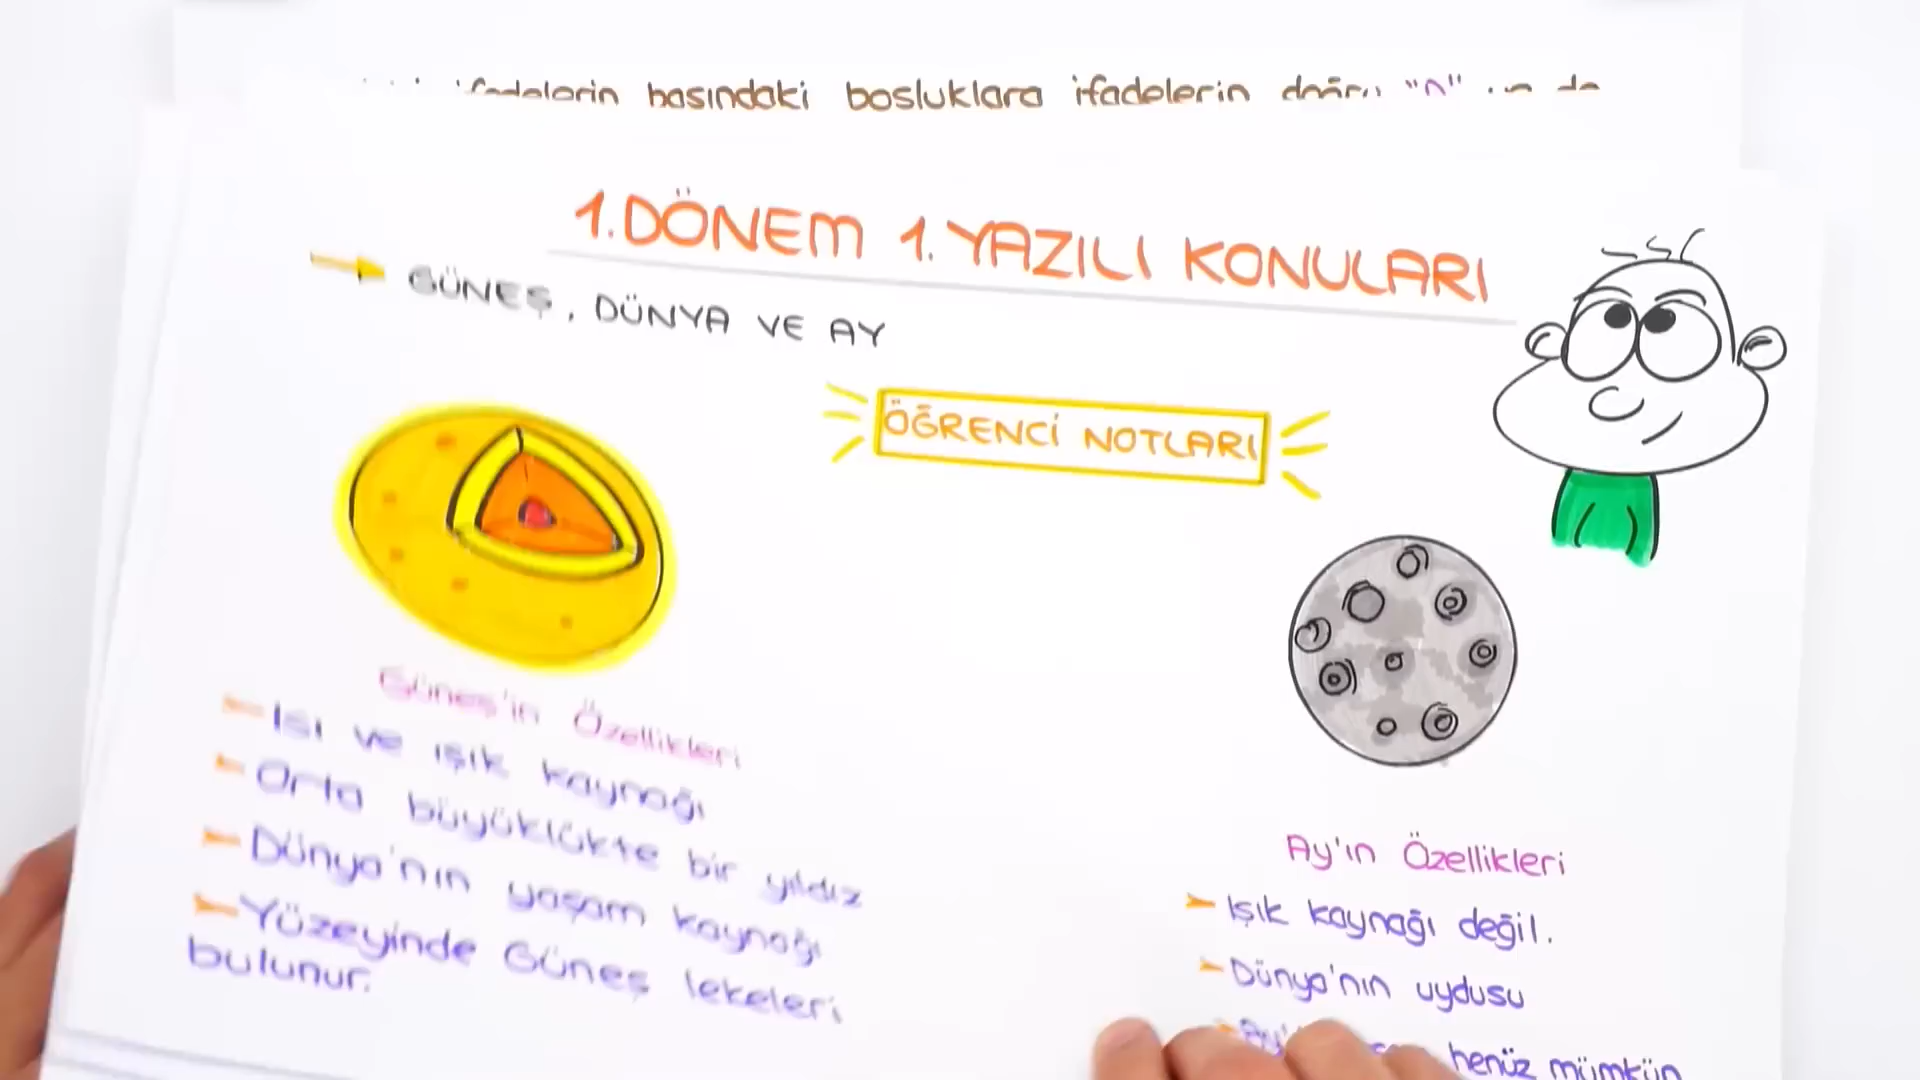 ifadelerin başındaki boşluklara ifadelerin doğru "D"
1.DÖNEM 1.YAZILI KONULARI
GÜNEŞ, DÜNYA VE AY
ÖĞRENCİ NOTLARI
Güneş'in Özellikleri
Isı ve ışık kaynağı
Orta büyüklükte bir yıldız
Dünya'nın yaşam kaynağı
Yüzeyinde Güneş lekeleri
bulunur.
Ay'ın Özellikleri
Işık kaynağı değil.
Dünya'nın uydusu
henüz mümkün